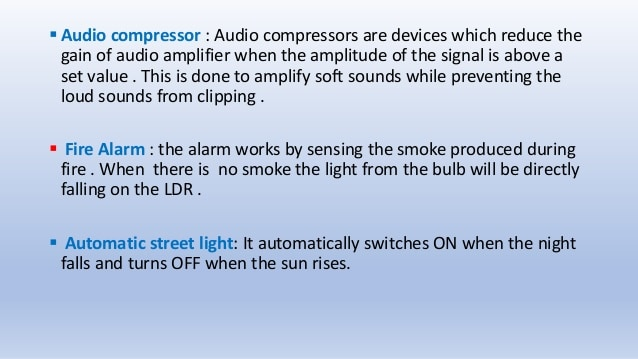 ▪ Audio compressor : Audio compressors are devices which reduce the
gain of audio amplifier when the amplitude of the signal is above a
set value . This is done to amplify soft sounds while preventing the
loud sounds from clipping .
▪ Fire Alarm : the alarm works by sensing the smoke produced during
fire . When there is no smoke the light from the bulb will be directly
falling on the LDR .
▪ Automatic street light: It automatically switches ON when the night
falls and turns OFF when the sun rises.